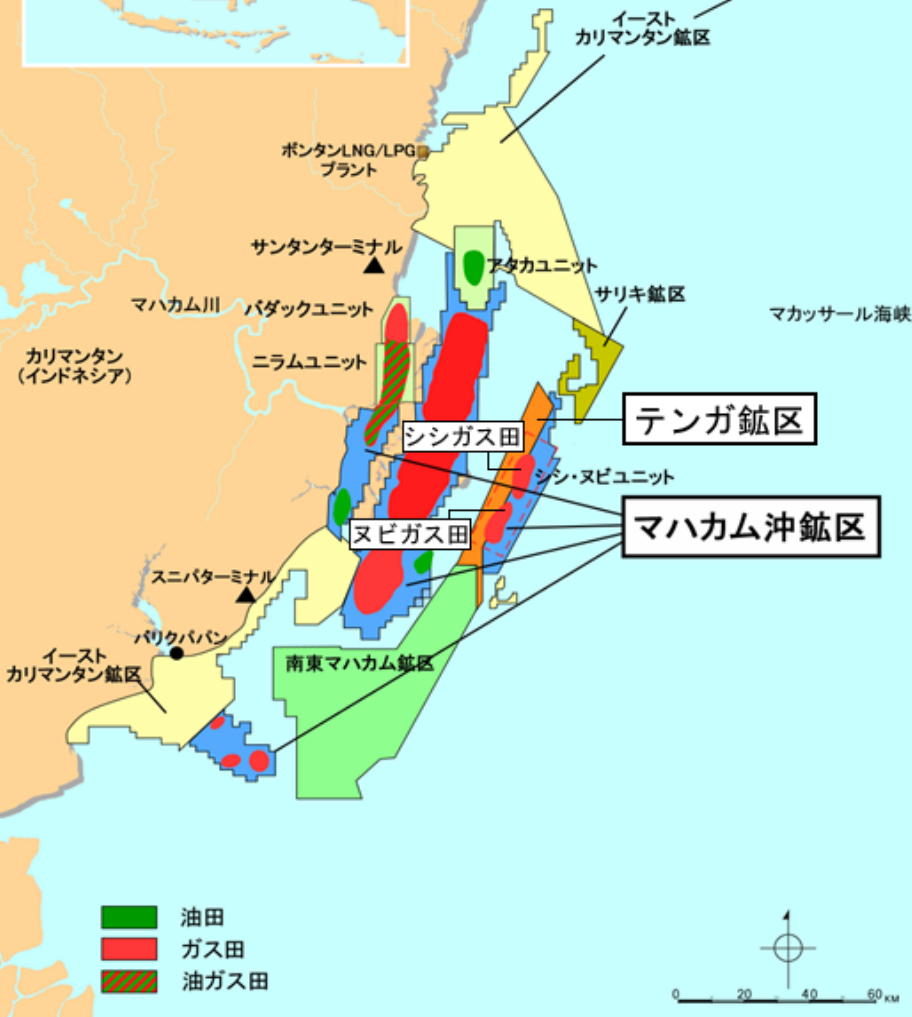 イースト
カリマンタン鉱区
ボンタンLNG/LPG
プラント
サンタンターミナル
アタカユニット
サリキ鉱区
マハカム川
バダックユニット
マカッサール海峡
カリマンタン
(インドネシア)
ニラムユニット
テンガ鉱区
シシガス田
シシ・ヌビユニット
マハカム沖鉱区
ヌビガス田
スニパターミナル
バリクパパン
イースト
カリマンタン鉱区
南東マハカム鉱区
油田
ガス田
油ガス田
0 20 40 60 KM